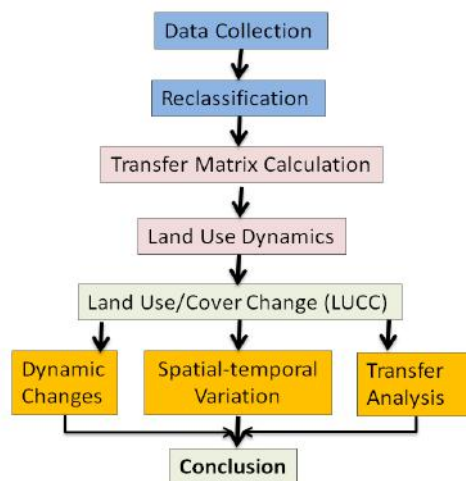 Data Collection
Reclassification
Transfer Matrix Calculation
Land Use Dynamics
Land Use/Cover Change (LUCC)
Dynamic
Changes
Spatial-temporal
Variation
Transfer
Analysis
Conclusion